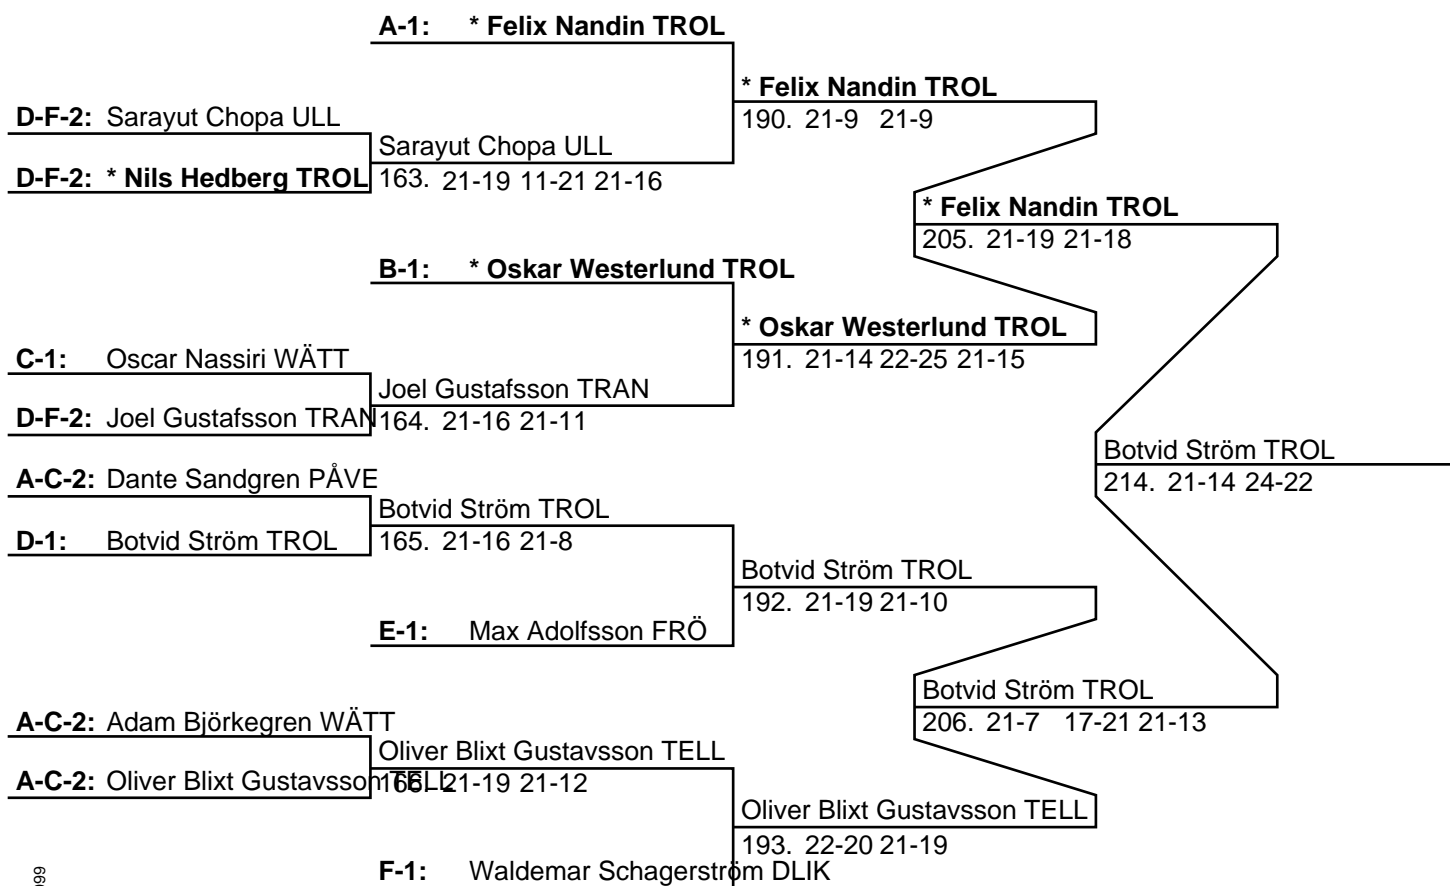 A-1: * Felix Nandin TROL
* Felix Nandin TROL
190. 21-9 21-9
D-F-2: Sarayut Chopa ULL
Sarayut Chopa ULL
D-F-2: * Nils Hedberg TROL
163. 21-19 11-21 21-16
* Felix Nandin TROL
205. 21-19 21-18
B-1: * Oskar Westerlund TROL
* Oskar Westerlund TROL
191. 21-14 22-25 21-15
C-1: Oscar Nassiri WÄTT
Joel Gustafsson TRAN
D-F-2: Joel Gustafsson TRAN
164. 21-16 21-11
Botvid Ström TROL
214. 21-14 24-22
A-C-2: Dante Sandgren PÅVE
Botvid Ström TROL
D-1: Botvid Ström TROL
165. 21-16 21-8
Botvid Ström TROL
192. 21-19 21-10
E-1: Max Adolfsson FRÖ
Botvid Ström TROL
206. 21-7 17-21 21-13
A-C-2: Adam Björkegren WÄTT
Oliver Blixt Gustavsson TELL
A-C-2: Oliver Blixt Gustavsson TELL
166. 21-19 21-12
Oliver Blixt Gustavsson TELL
193. 22-20 21-19
F-1: Waldemar Schagerström DLIK